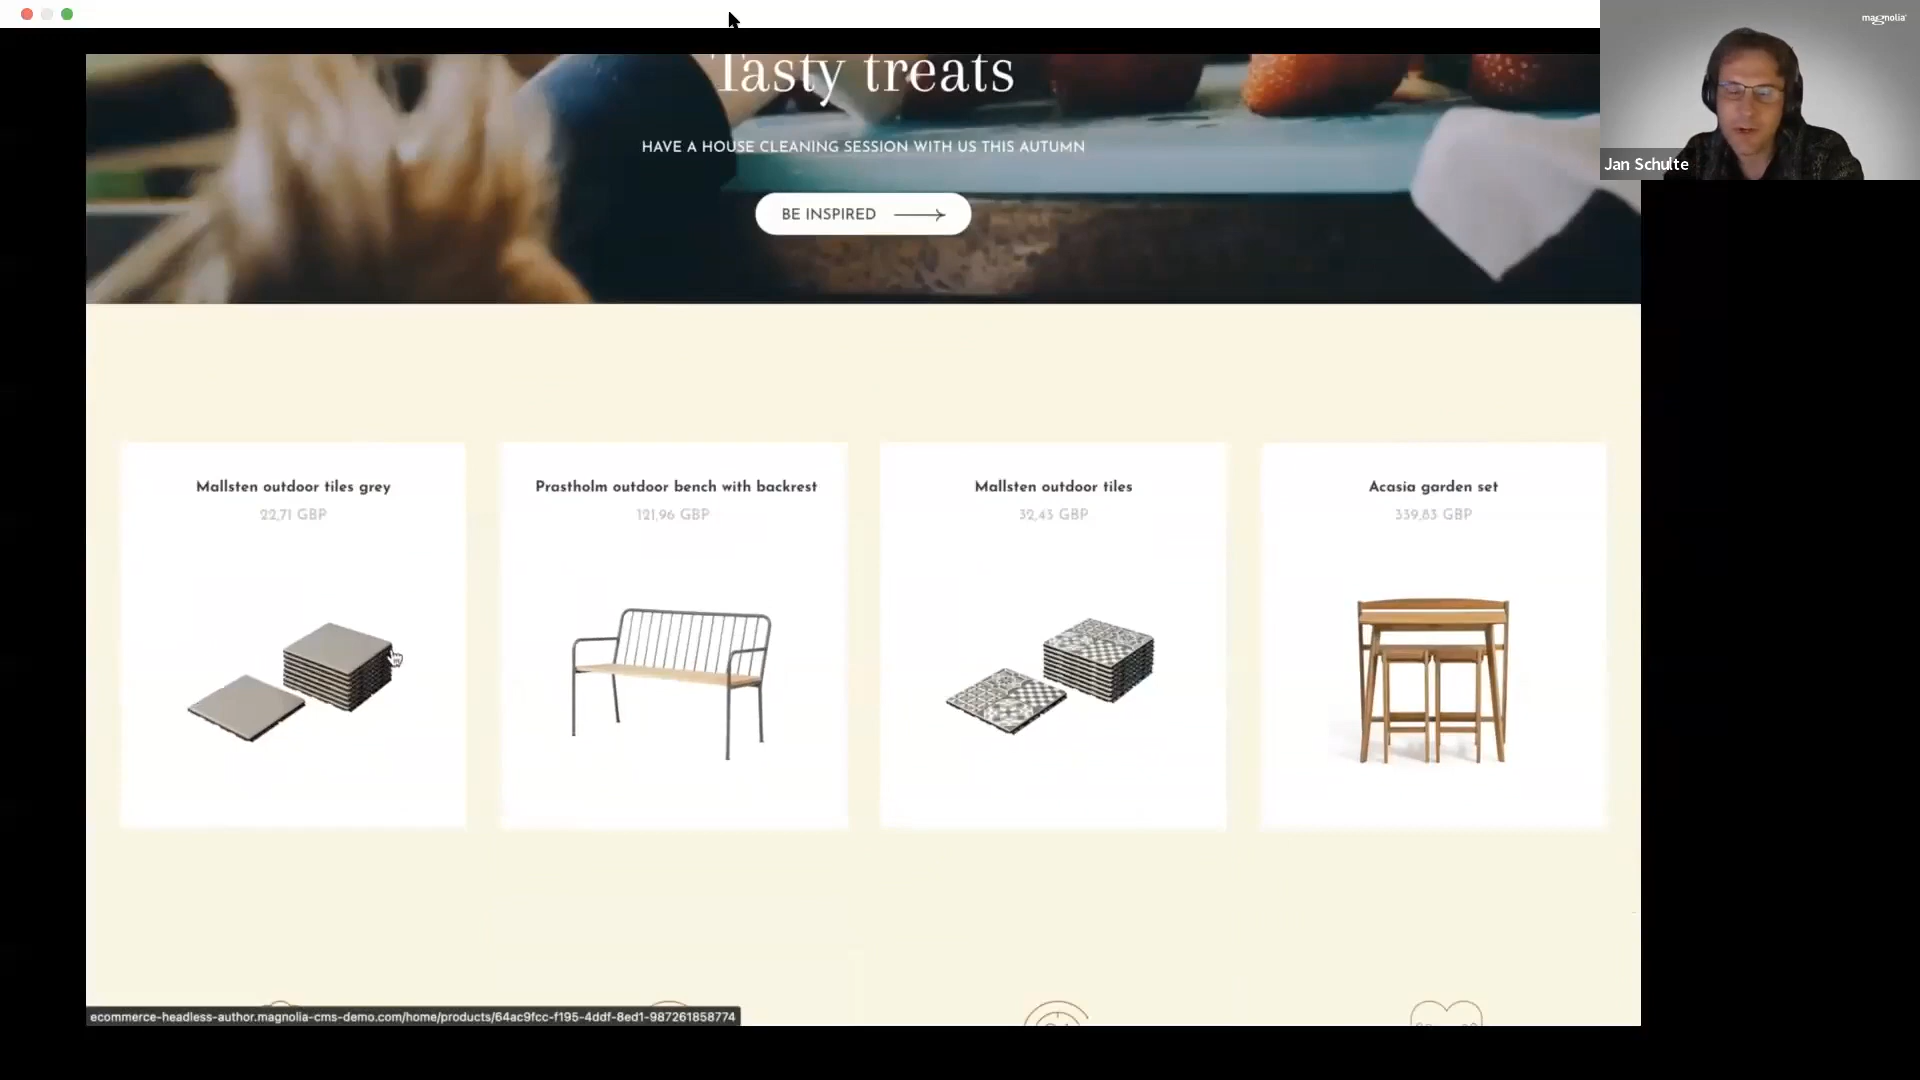 magnolia
Jan Schulte
Tasty treats
HAVE A HOUSE CLEANING SESSION WITH US THIS AUTUMN
BE INSPIRED
Mallsten outdoor tiles grey
22,71 GBP
Prastholm outdoor bench with backrest
121,96 GBP
Mallsten outdoor tiles
32,43 GBP
Acasia garden set
339,83 GBP
ecommerce-headless-author.magnolia-cms-demo.com/home/products/64ac9fcc-f195-4ddf-8ed1-987261858774